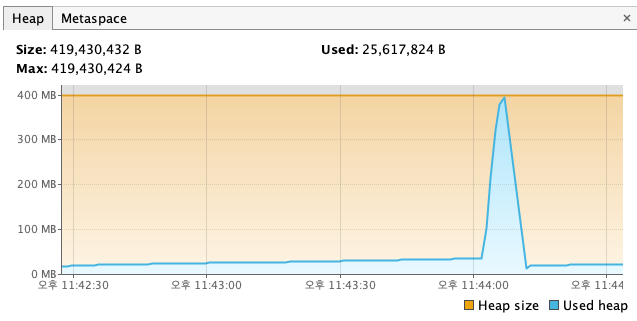 Heap Metaspace ×
Size: 419,430,432 B Used: 25,617,824 B
Max: 419,430,424 B
400 MB
300 MB
200 MB
100 MB
0 MB
오후 11:42:30 오후 11:43:00 오후 11:43:30 오후 11:44:00 오후 11:44
Heap size Used heap